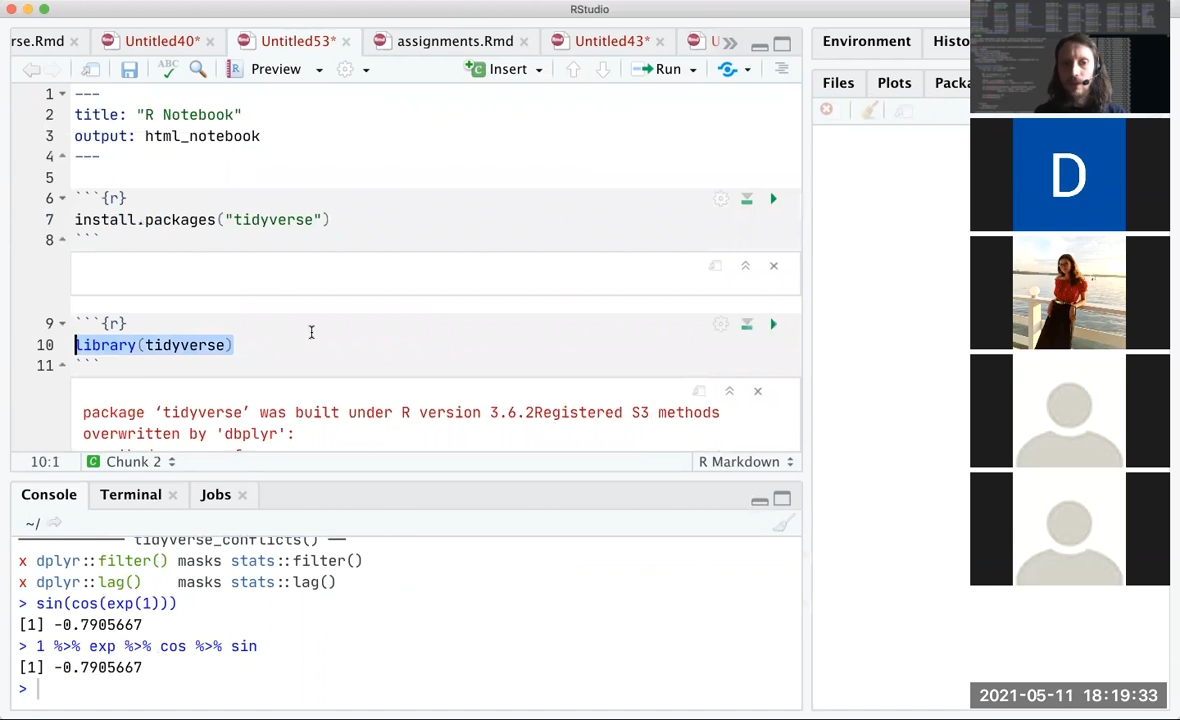 RStudio
rse.Rmd
Untitled40*
Untitled53*
assignments.Rmd
Untitled43*
U
ABC
Preview
Insert
Run
1 ---
2 title: "R Notebook"
3 output: html_notebook
4 ---
5
6 ```{r}
7 install.packages("tidyverse")
8 ```
9 ```{r}
10 library(tidyverse)
11 ```
package ‘tidyverse’ was built under R version 3.6.2Registered S3 methods
overwritten by 'dbplyr':
10:1
Chunk 2
R Markdown
Console
Terminal
Jobs
~/
tidyverse_conflicts()
x dplyr::filter() masks stats::filter()
x dplyr::lag() masks stats::lag()
> sin(cos(exp(1)))
[1] -0.7905667
> 1 %>% exp %>% cos %>% sin
[1] -0.7905667
>
Environment
Histo
Files
Plots
Packa
D
2021-05-11 18:19:33